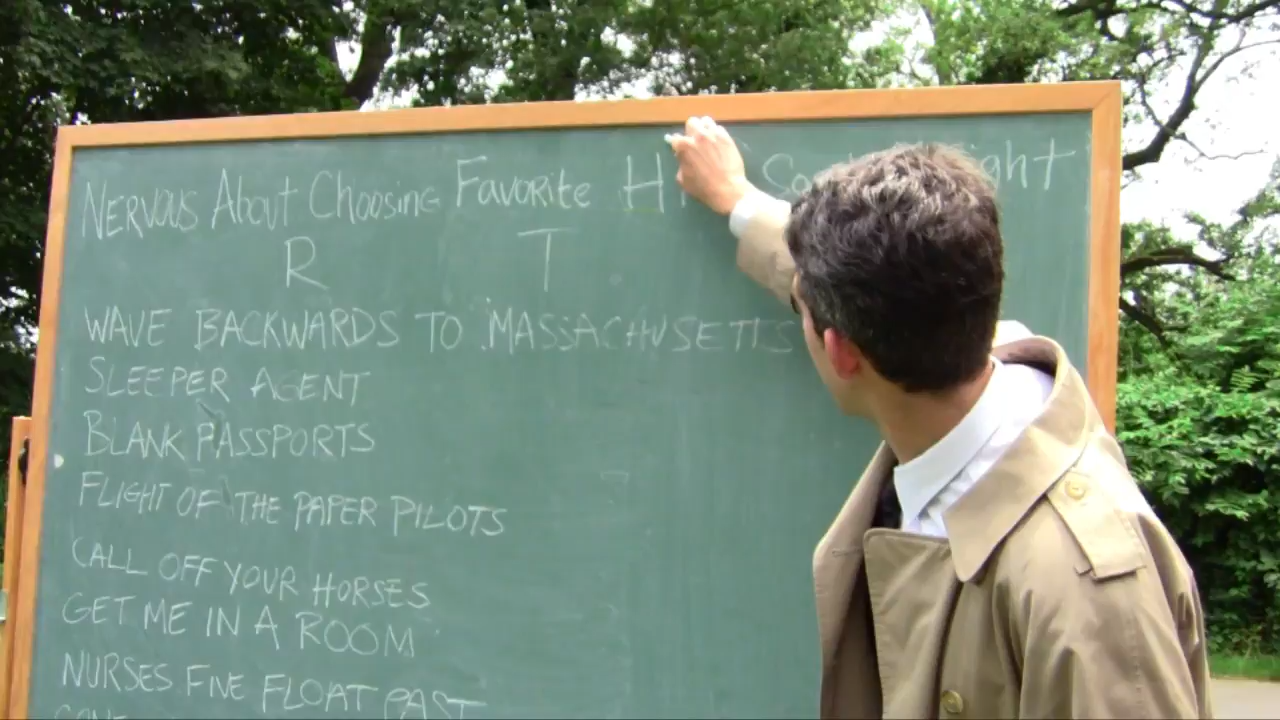 Nervous About Choosing Favorite
R T
WAVE BACKWARDS TO MASSACHUSETTS
SLEEPER AGENT
BLANK PASSPORTS
FLIGHT OF THE PAPER PILOTS
CALL OFF YOUR HORSES
GET ME IN A ROOM
NURSES FIVE FLOAT PAST